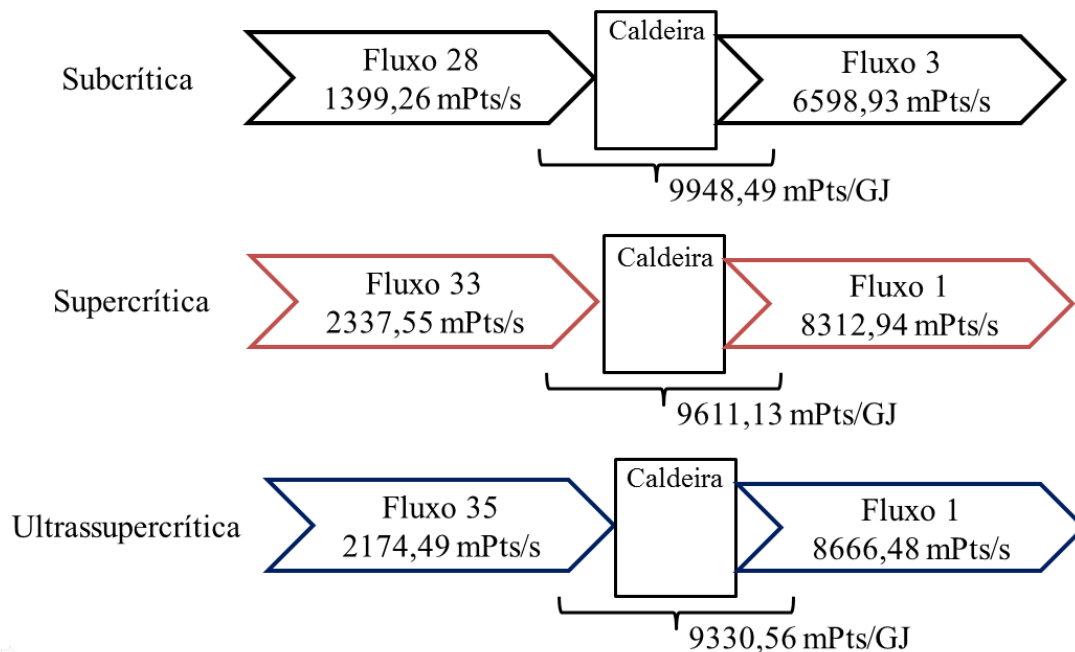 Subcrítica
Fluxo 28
1399,26 mPts/s
Caldeira
Fluxo 3
6598,93 mPts/s
9948,49 mPts/GJ
Supercrítica
Fluxo 33
2337,55 mPts/s
Caldeira
Fluxo 1
8312,94 mPts/s
9611,13 mPts/GJ
Ultrassupercrítica
Fluxo 35
2174,49 mPts/s
Caldeira
Fluxo 1
8666,48 mPts/s
9330,56 mPts/GJ